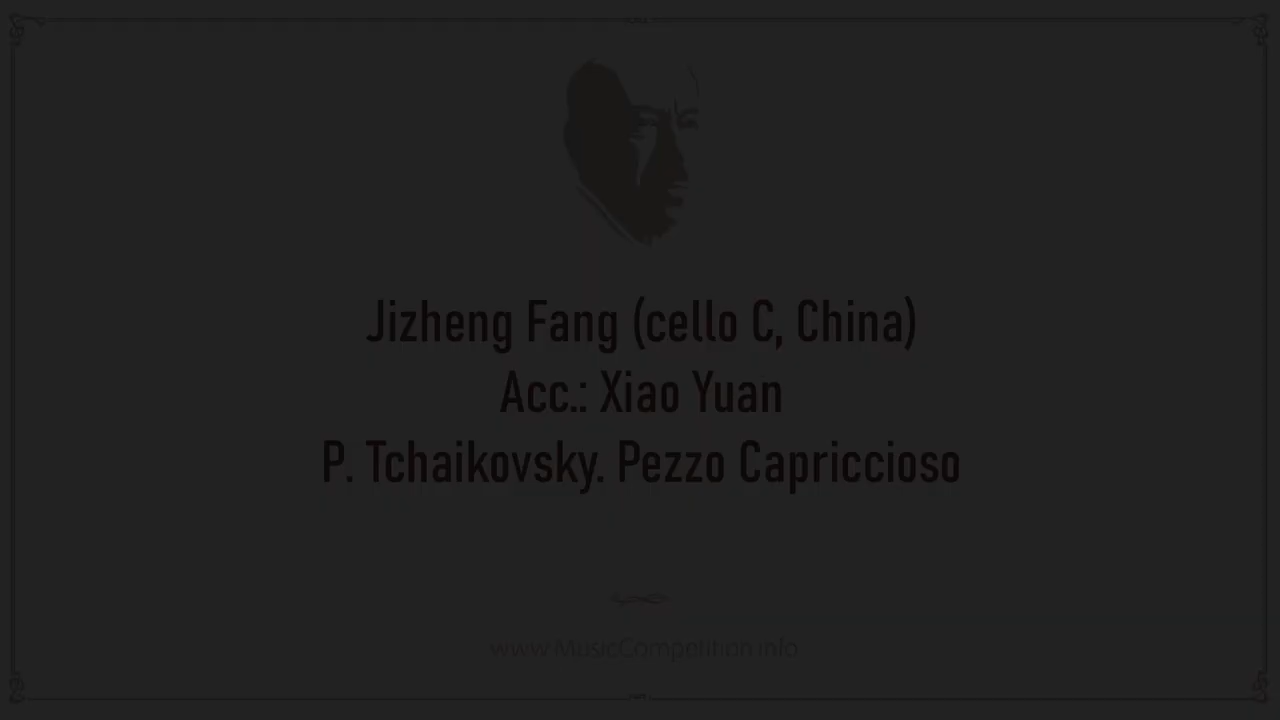 Jizheng Fang (cello C, China)
Acc.: Xiao Yuan
P. Tchaikovsky. Pezzo Capriccioso
www.MusicCompetition.info